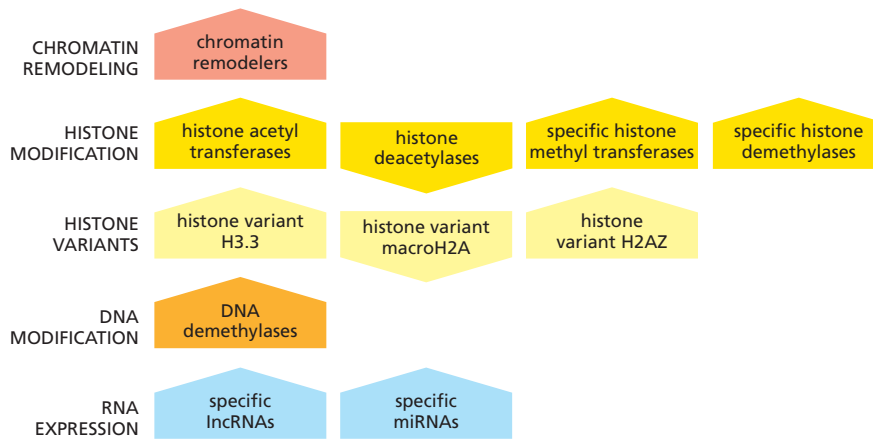 CHROMATIN
REMODELING
chromatin
remodelers
HISTONE
MODIFICATION
histone acetyl
transferases
histone
deacetylases
specific histone
methyl transferases
specific histone
demethylases
HISTONE
VARIANTS
histone variant
H3.3
histone variant
macroH2A
histone
variant H2AZ
DNA
MODIFICATION
DNA
demethylases
RNA
EXPRESSION
specific
lncRNAs
specific
miRNAs